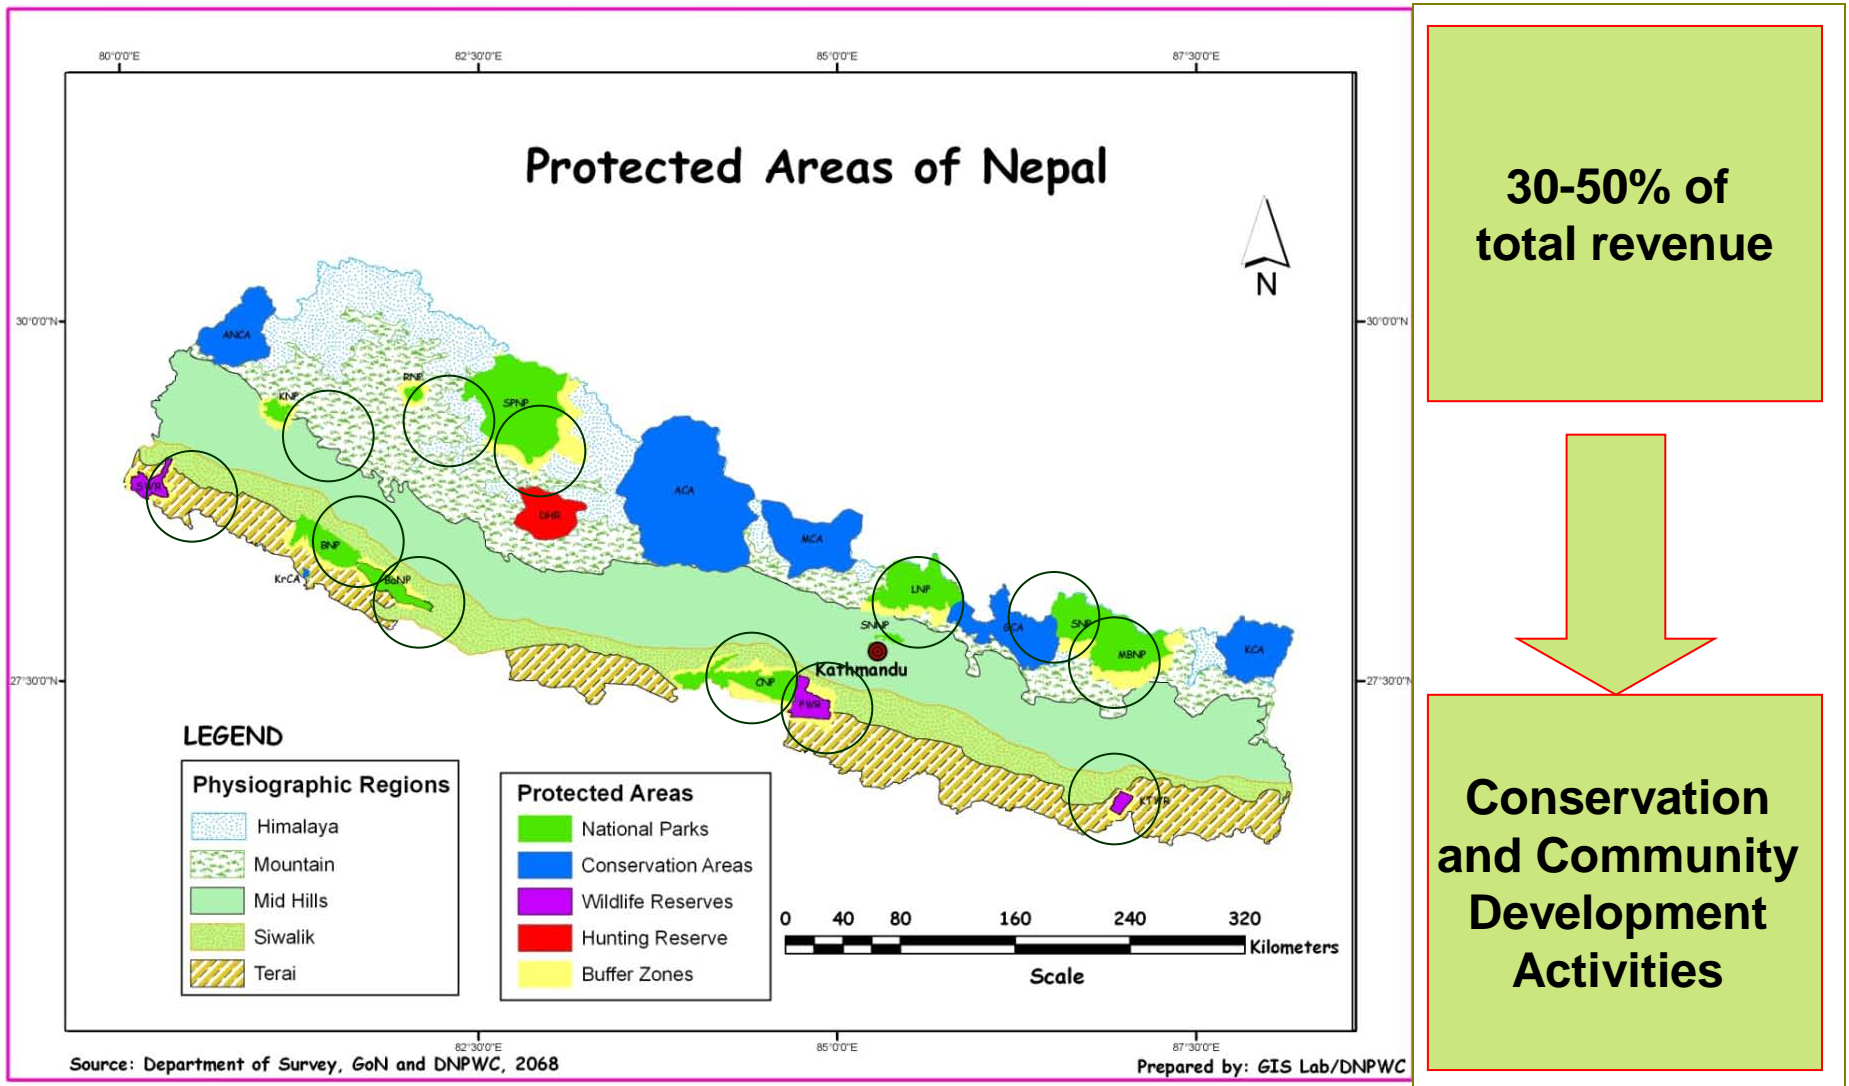 80°0'0"E
82°30'0"E
85°0'0"E
87°30'0"E
Protected Areas of Nepal
N
30°0'0"N
30°0'0"N
ANCA
RNP
KNP
SPNP
SWR
ACA
DHR
MCA
BNP
KrCA
BaNP
LNP
SNNP
GCA
SNP
MBNP
KCA
Kathmandu
27°30'0"N
27°30'0"N
CNP
PWR
KTWR
LEGEND
Physiographic Regions
Himalaya
Mountain
Mid Hills
Siwalik
Terai
Protected Areas
National Parks
Conservation Areas
Wildlife Reserves
Hunting Reserve
Buffer Zones
0 40 80 160 240 320
Kilometers
Scale
82°30'0"E
85°0'0"E
87°30'0"E
Source: Department of Survey, GoN and DNPWC, 2068
Prepared by: GIS Lab/DNPWC
30-50% of
total revenue
Conservation
and Community
Development
Activities